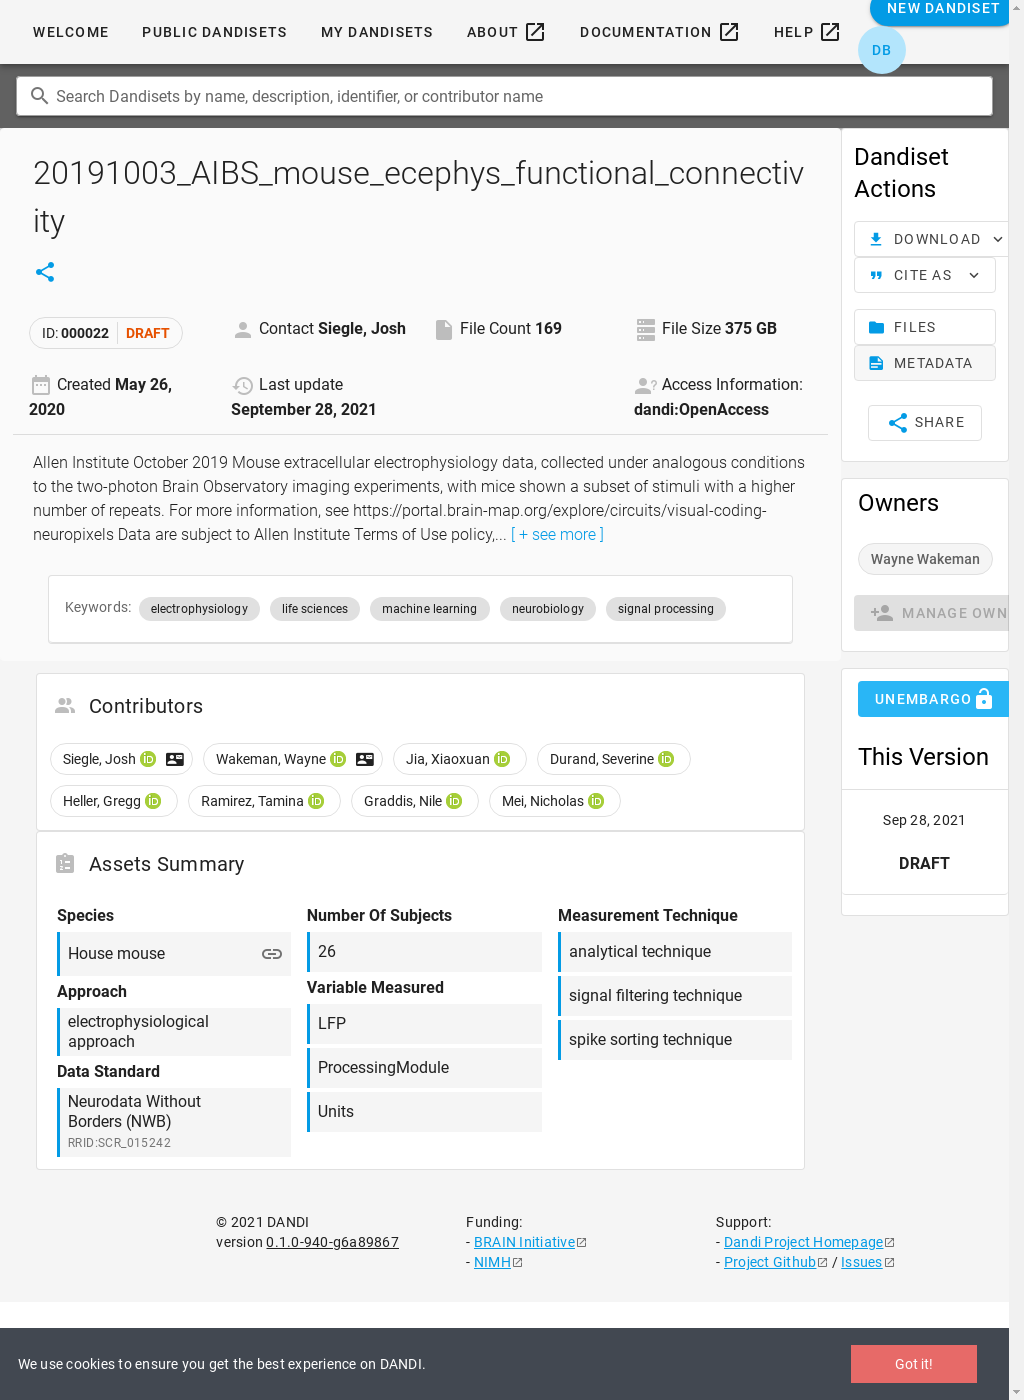 WELCOME
PUBLIC DANDISETS
MY DANDISETS
ABOUT
DOCUMENTATION
HELP
NEW DANDISET
DB
Search Dandisets by name, description, identifier, or contributor name
20191003_AIBS_mouse_ecephys_functional_connectiv
ity
ID: 000022
DRAFT
Contact Siegle, Josh
File Count 169
File Size 375 GB
Created May 26,
2020
Last update
September 28, 2021
Access Information:
dandi:OpenAccess
Allen Institute October 2019 Mouse extracellular electrophysiology data, collected under analogous conditions
to the two-photon Brain Observatory imaging experiments, with mice shown a subset of stimuli with a higher
number of repeats. For more information, see https://portal.brain-map.org/explore/circuits/visual-coding-
neuropixels Data are subject to Allen Institute Terms of Use policy,... [ + see more ]
Keywords:
electrophysiology
life sciences
machine learning
neurobiology
signal processing
Contributors
Siegle, Josh iD
Wakeman, Wayne iD
Jia, Xiaoxuan iD
Durand, Severine iD
Heller, Gregg iD
Ramirez, Tamina iD
Graddis, Nile iD
Mei, Nicholas iD
Assets Summary
Species
House mouse
Approach
electrophysiological
approach
Data Standard
Neurodata Without
Borders (NWB)
RRID:SCR_015242
Number Of Subjects
26
Variable Measured
LFP
ProcessingModule
Units
Measurement Technique
analytical technique
signal filtering technique
spike sorting technique
Dandiset
Actions
DOWNLOAD
CITE AS
FILES
METADATA
SHARE
Owners
Wayne Wakeman
MANAGE OWN
UNEMBARGO
This Version
Sep 28, 2021
DRAFT
© 2021 DANDI
version 0.1.0-940-g6a89867
Funding:
- BRAIN Initiative
- NIMH
Support:
- Dandi Project Homepage
- Project Github / Issues
We use cookies to ensure you get the best experience on DANDI.
Got it!